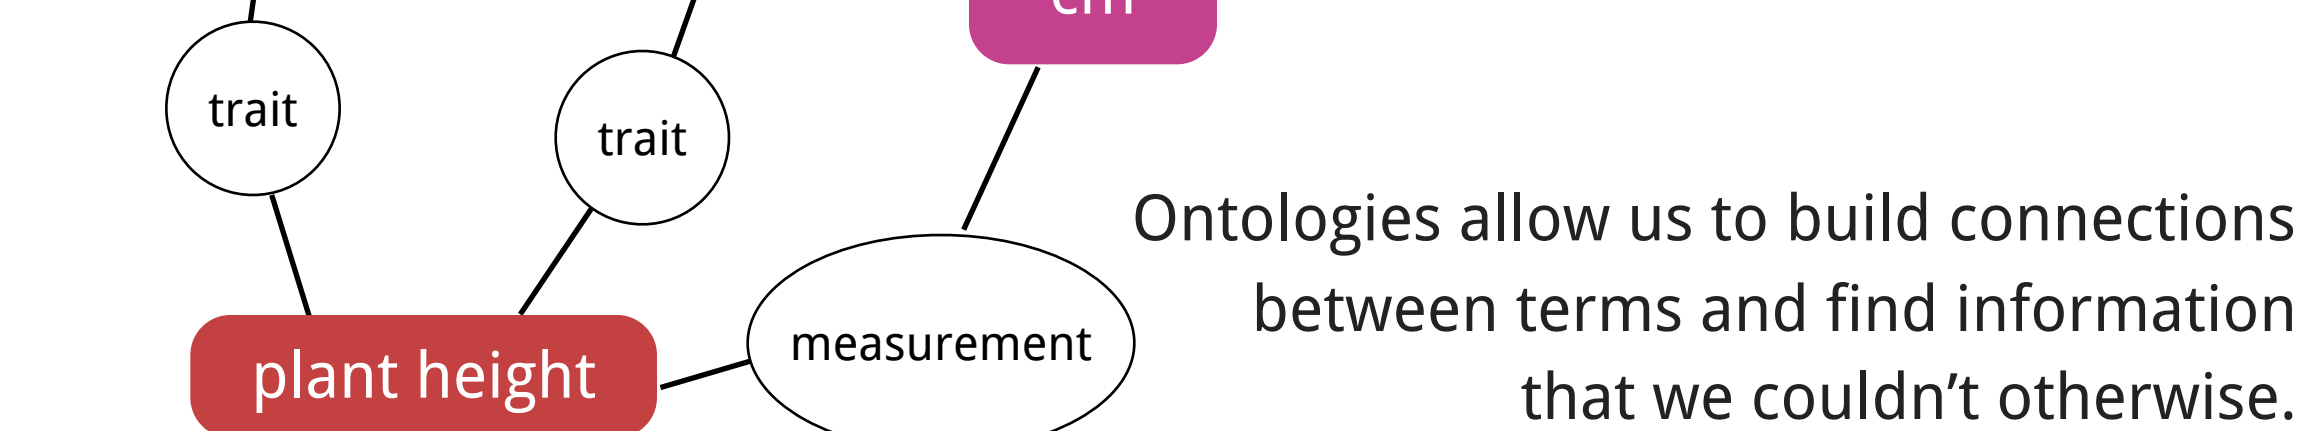 cm
trait
trait
Ontologies allow us to build connections
between terms and find information
that we couldn’t otherwise.
measurement
plant height